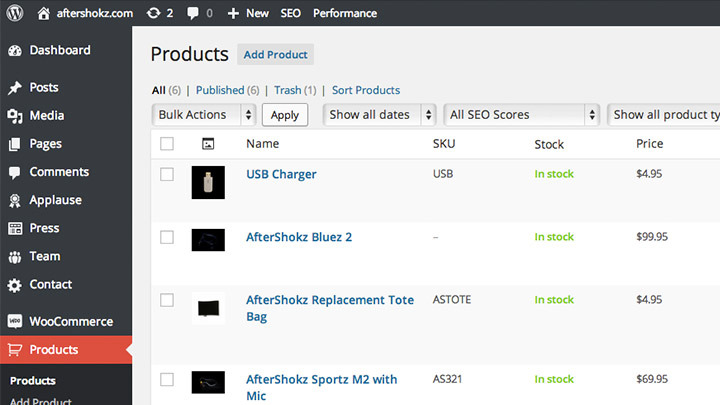 aftershokz.com 2 0 + New SEO Performance
Dashboard
Posts
Media
Pages
Comments
Applause
Press
Team
Contact
WooCommerce
Products
Products
Add Product
Products Add Product
All (6) | Published (6) | Trash (1) | Sort Products
Bulk Actions Apply Show all dates All SEO Scores Show all product ty
Name SKU Stock Price
USB Charger USB In stock $4.95
AfterShokz Bluez 2 – In stock $99.95
AfterShokz Replacement Tote ASTOTE In stock $4.95
Bag
AfterShokz Sportz M2 with AS321 In stock $69.95
Mic